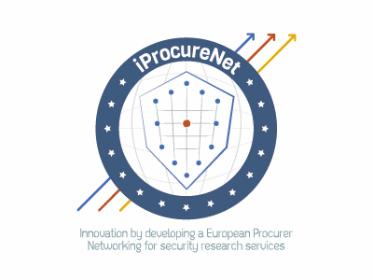 iProcureNet
Innovation by developing a European Procurer
Networking for security research services